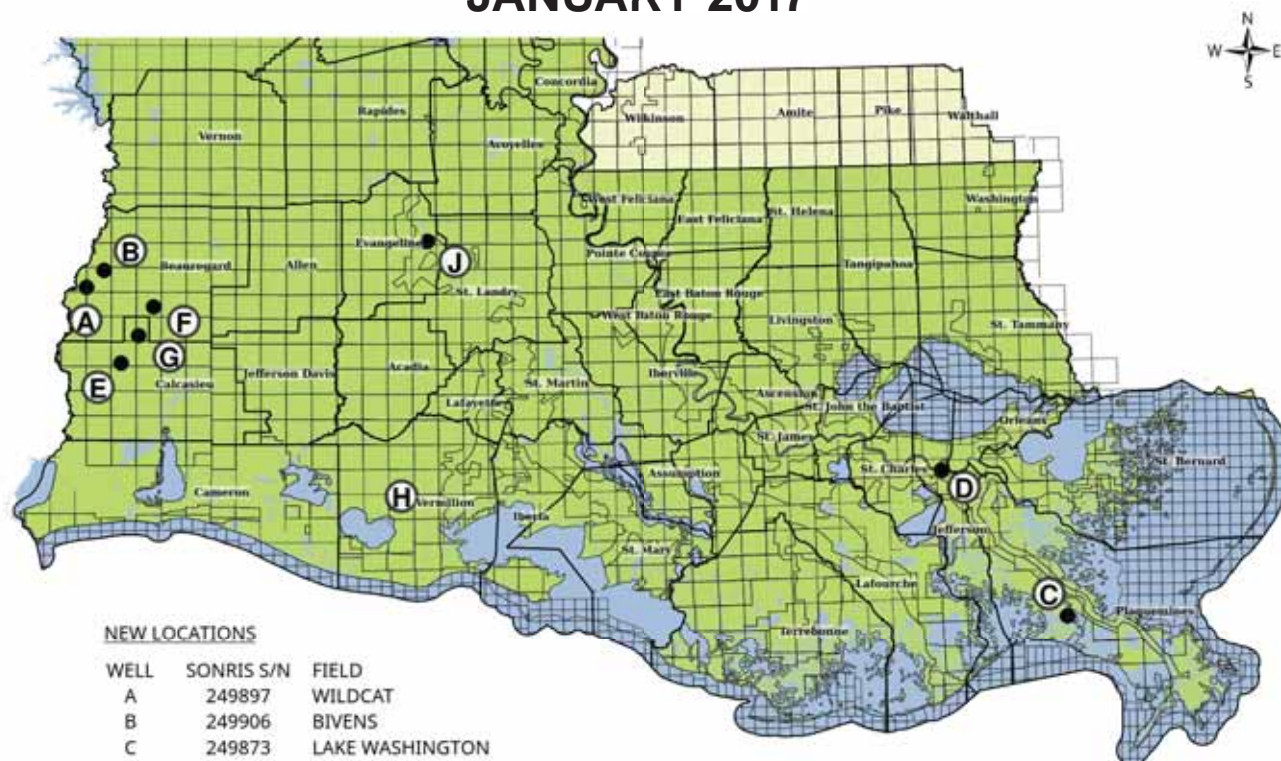 JANUARY 2017
N
W E
S
Concordia
Rapides
Wilkinson
Amite
Pike
Walthall
Vernon
Avoyelles
West Feliciana
Washington
East Feliciana
St. Helena
B
Evangeline
Pointe Coupee
Beauregard
Allen
J
Tangipahoa
St. Landry
East Baton Rouge
A
F
West Baton Rouge
Livingston
St. Tammany
G
Acadia
Iberville
E
Calcasieu
Jefferson Davis
St. Martin
Ascension
Lafayette
St. John the Baptist
Orleans
St. James
St. Charles
Assumption
St. Bernard
Cameron
H
Vermilion
D
Iberia
Jefferson
St. Mary
Lafourche
C
Plaquemines
Terrebonne
NEW LOCATIONS
WELL SONRIS S/N FIELD
A 249897 WILDCAT
B 249906 BIVENS
C 249873 LAKE WASHINGTON